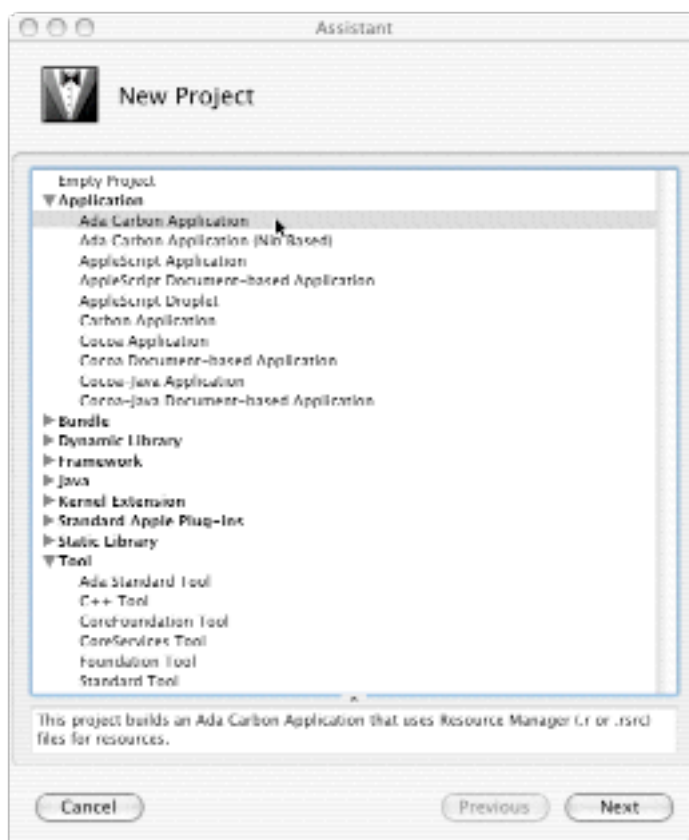 Assistant
New Project
Empty Project
Application
Ada Carbon Application
Ada Carbon Application (Nib Based)
AppleScript Application
AppleScript Document-based Application
AppleScript Droplet
Carbon Application
Cocoa Application
Cocoa Document-based Application
Cocoa-Java Application
Cocoa-Java Document-based Application
Bundle
Dynamic Library
Framework
Java
Kernel Extension
Standard Apple Plug-ins
Static Library
Tool
Ada Standard Tool
C++ Tool
CoreFoundation Tool
CoreServices Tool
Foundation Tool
Standard Tool
This project builds an Ada Carbon Application that uses Resource Manager (.r or .rsrc)
files for resources.
Cancel
Previous
Next